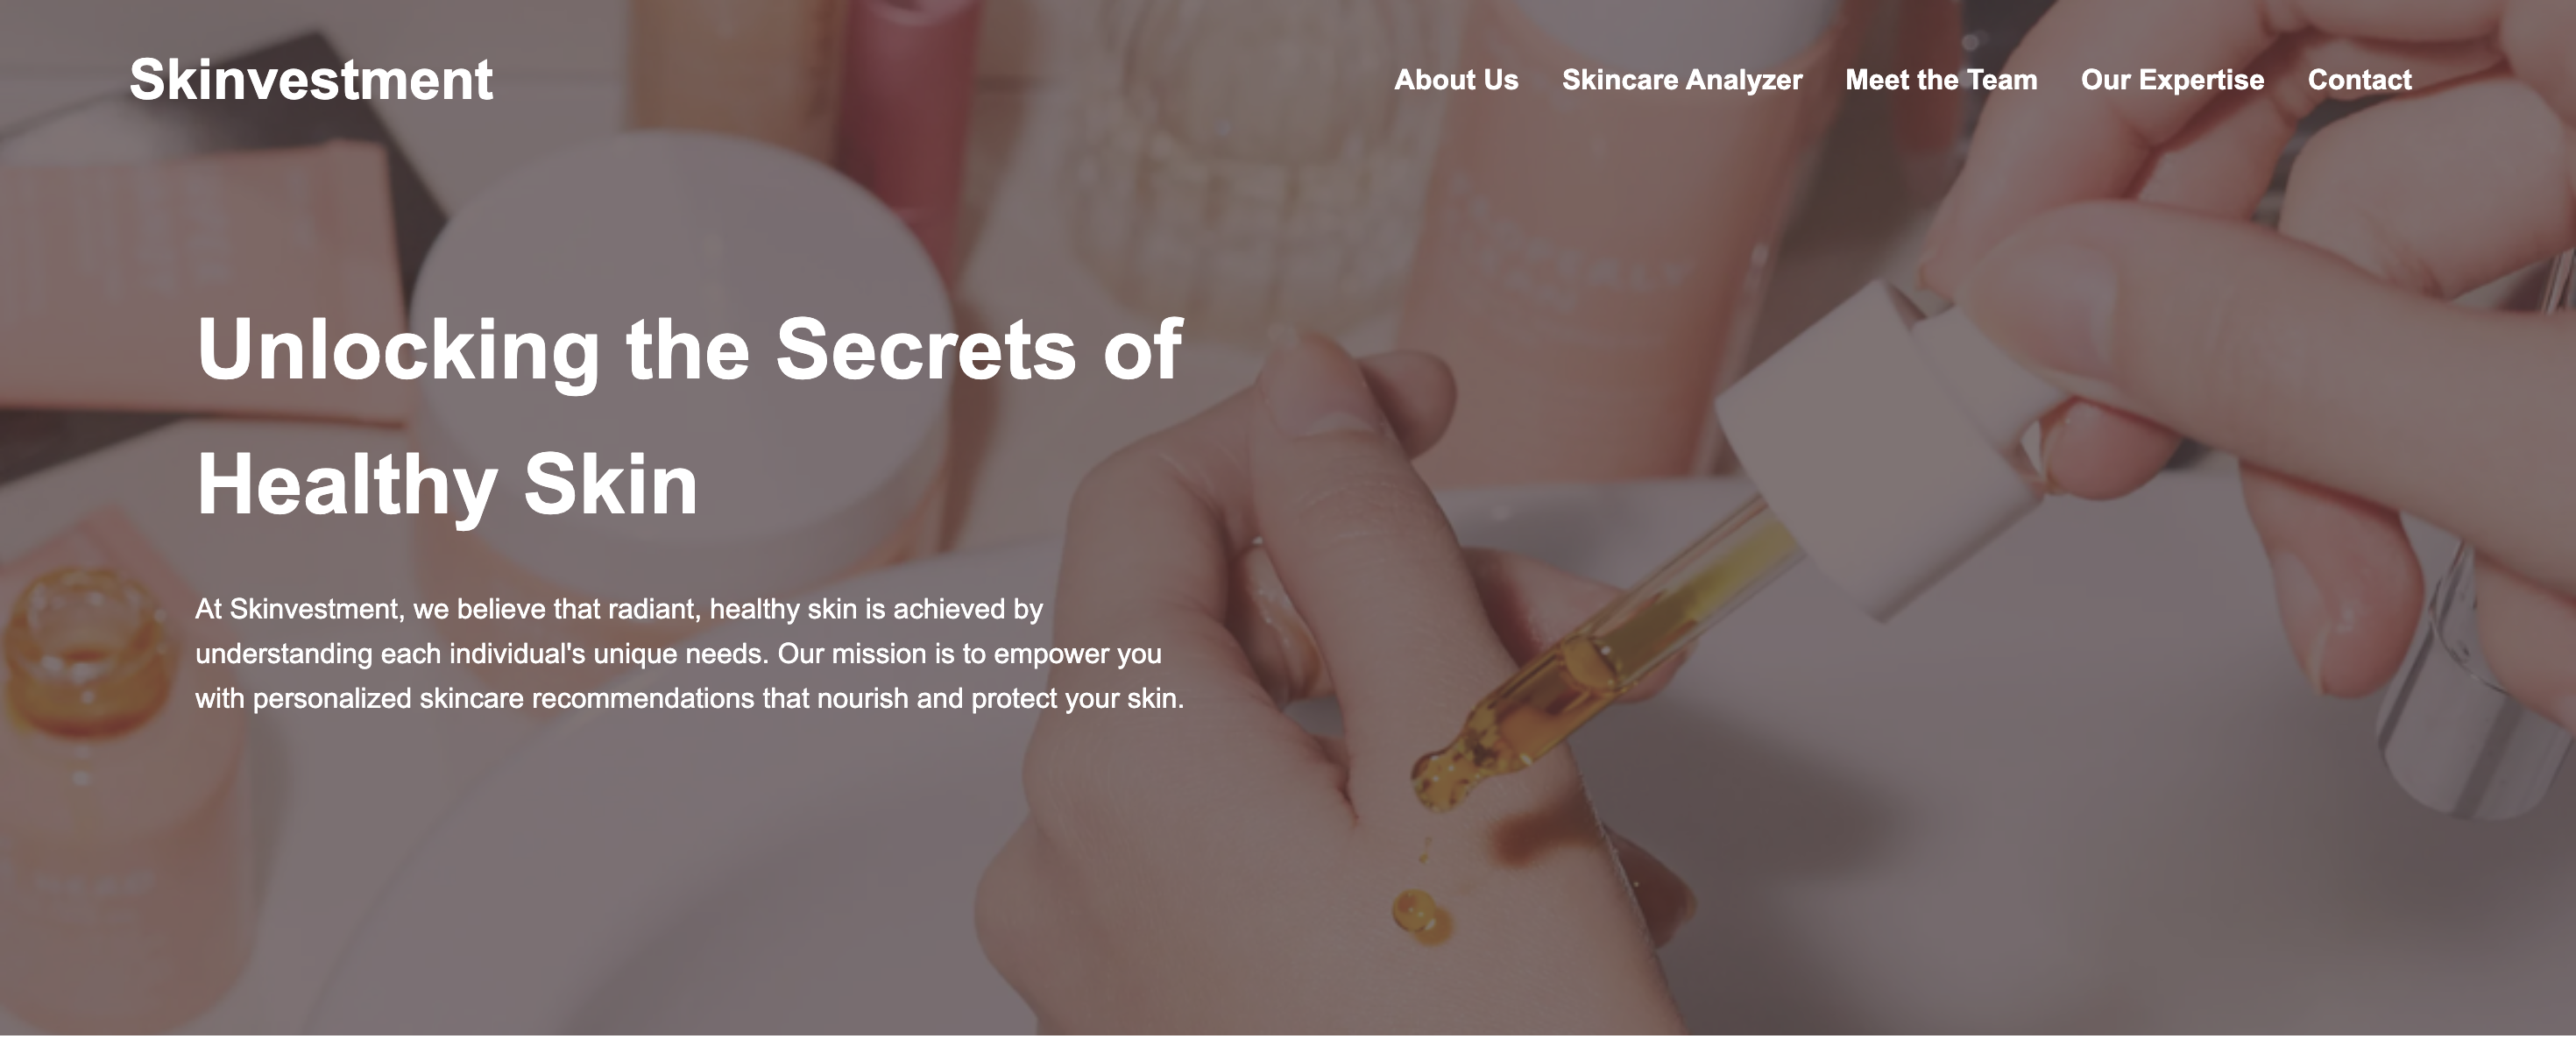 Skinvestment
About Us Skincare Analyzer Meet the Team Our Expertise Contact
Unlocking the Secrets of
Healthy Skin
At Skinvestment, we believe that radiant, healthy skin is achieved by
understanding each individual's unique needs. Our mission is to empower you
with personalized skincare recommendations that nourish and protect your skin.